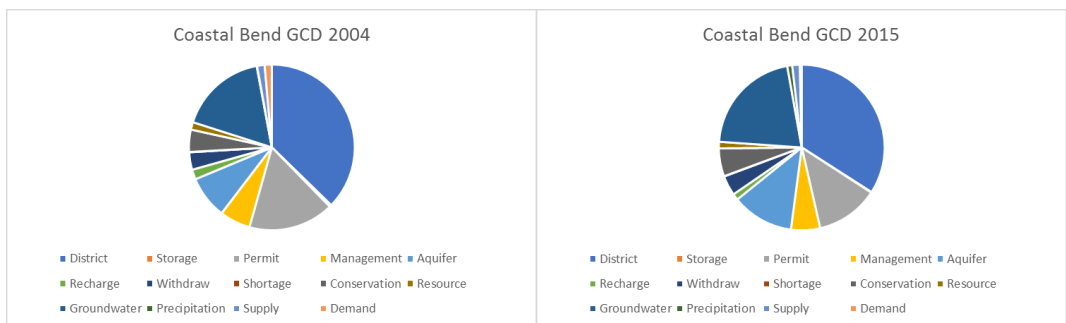 Coastal Bend GCD 2004
District Storage Permit Management Aquifer
Recharge Withdraw Shortage Conservation Resource
Groundwater Precipitation Supply Demand
Coastal Bend GCD 2015
District Storage Permit Management Aquifer
Recharge Withdraw Shortage Conservation Resource
Groundwater Precipitation Supply Demand